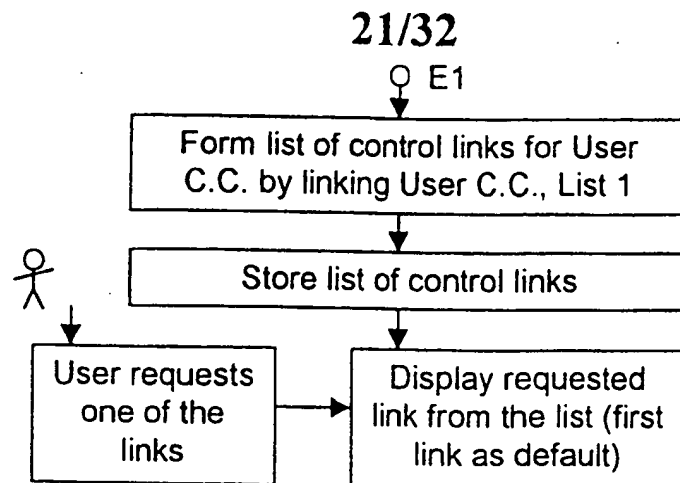 21/32
E1
Form list of control links for User
C.C. by linking User C.C., List 1
Store list of control links
User requests
one of the
links
Display requested
link from the list (first
link as default)